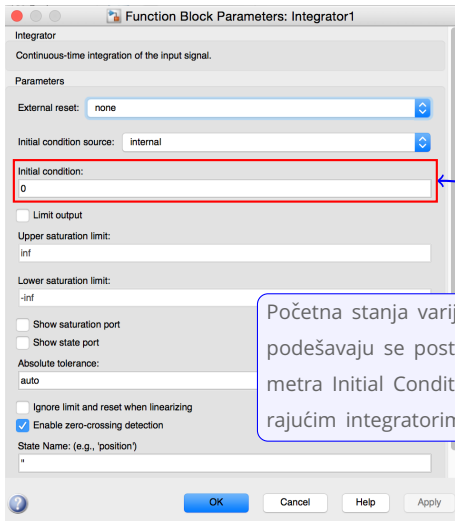 Function Block Parameters: Integrator1
Integrator
Continuous-time integration of the input signal.
Parameters
External reset: none
Initial condition source: internal
Initial condition:
0
Limit output
Upper saturation limit:
inf
Lower saturation limit:
-inf
Show saturation port
Show state port
Absolute tolerance:
auto
Ignore limit and reset when linearizing
Enable zero-crossing detection
State Name: (e.g., 'position')
''
Početna stanja varij
podešavaju se post
metra Initial Condit
rajućim integratorim
OK Cancel Help Apply